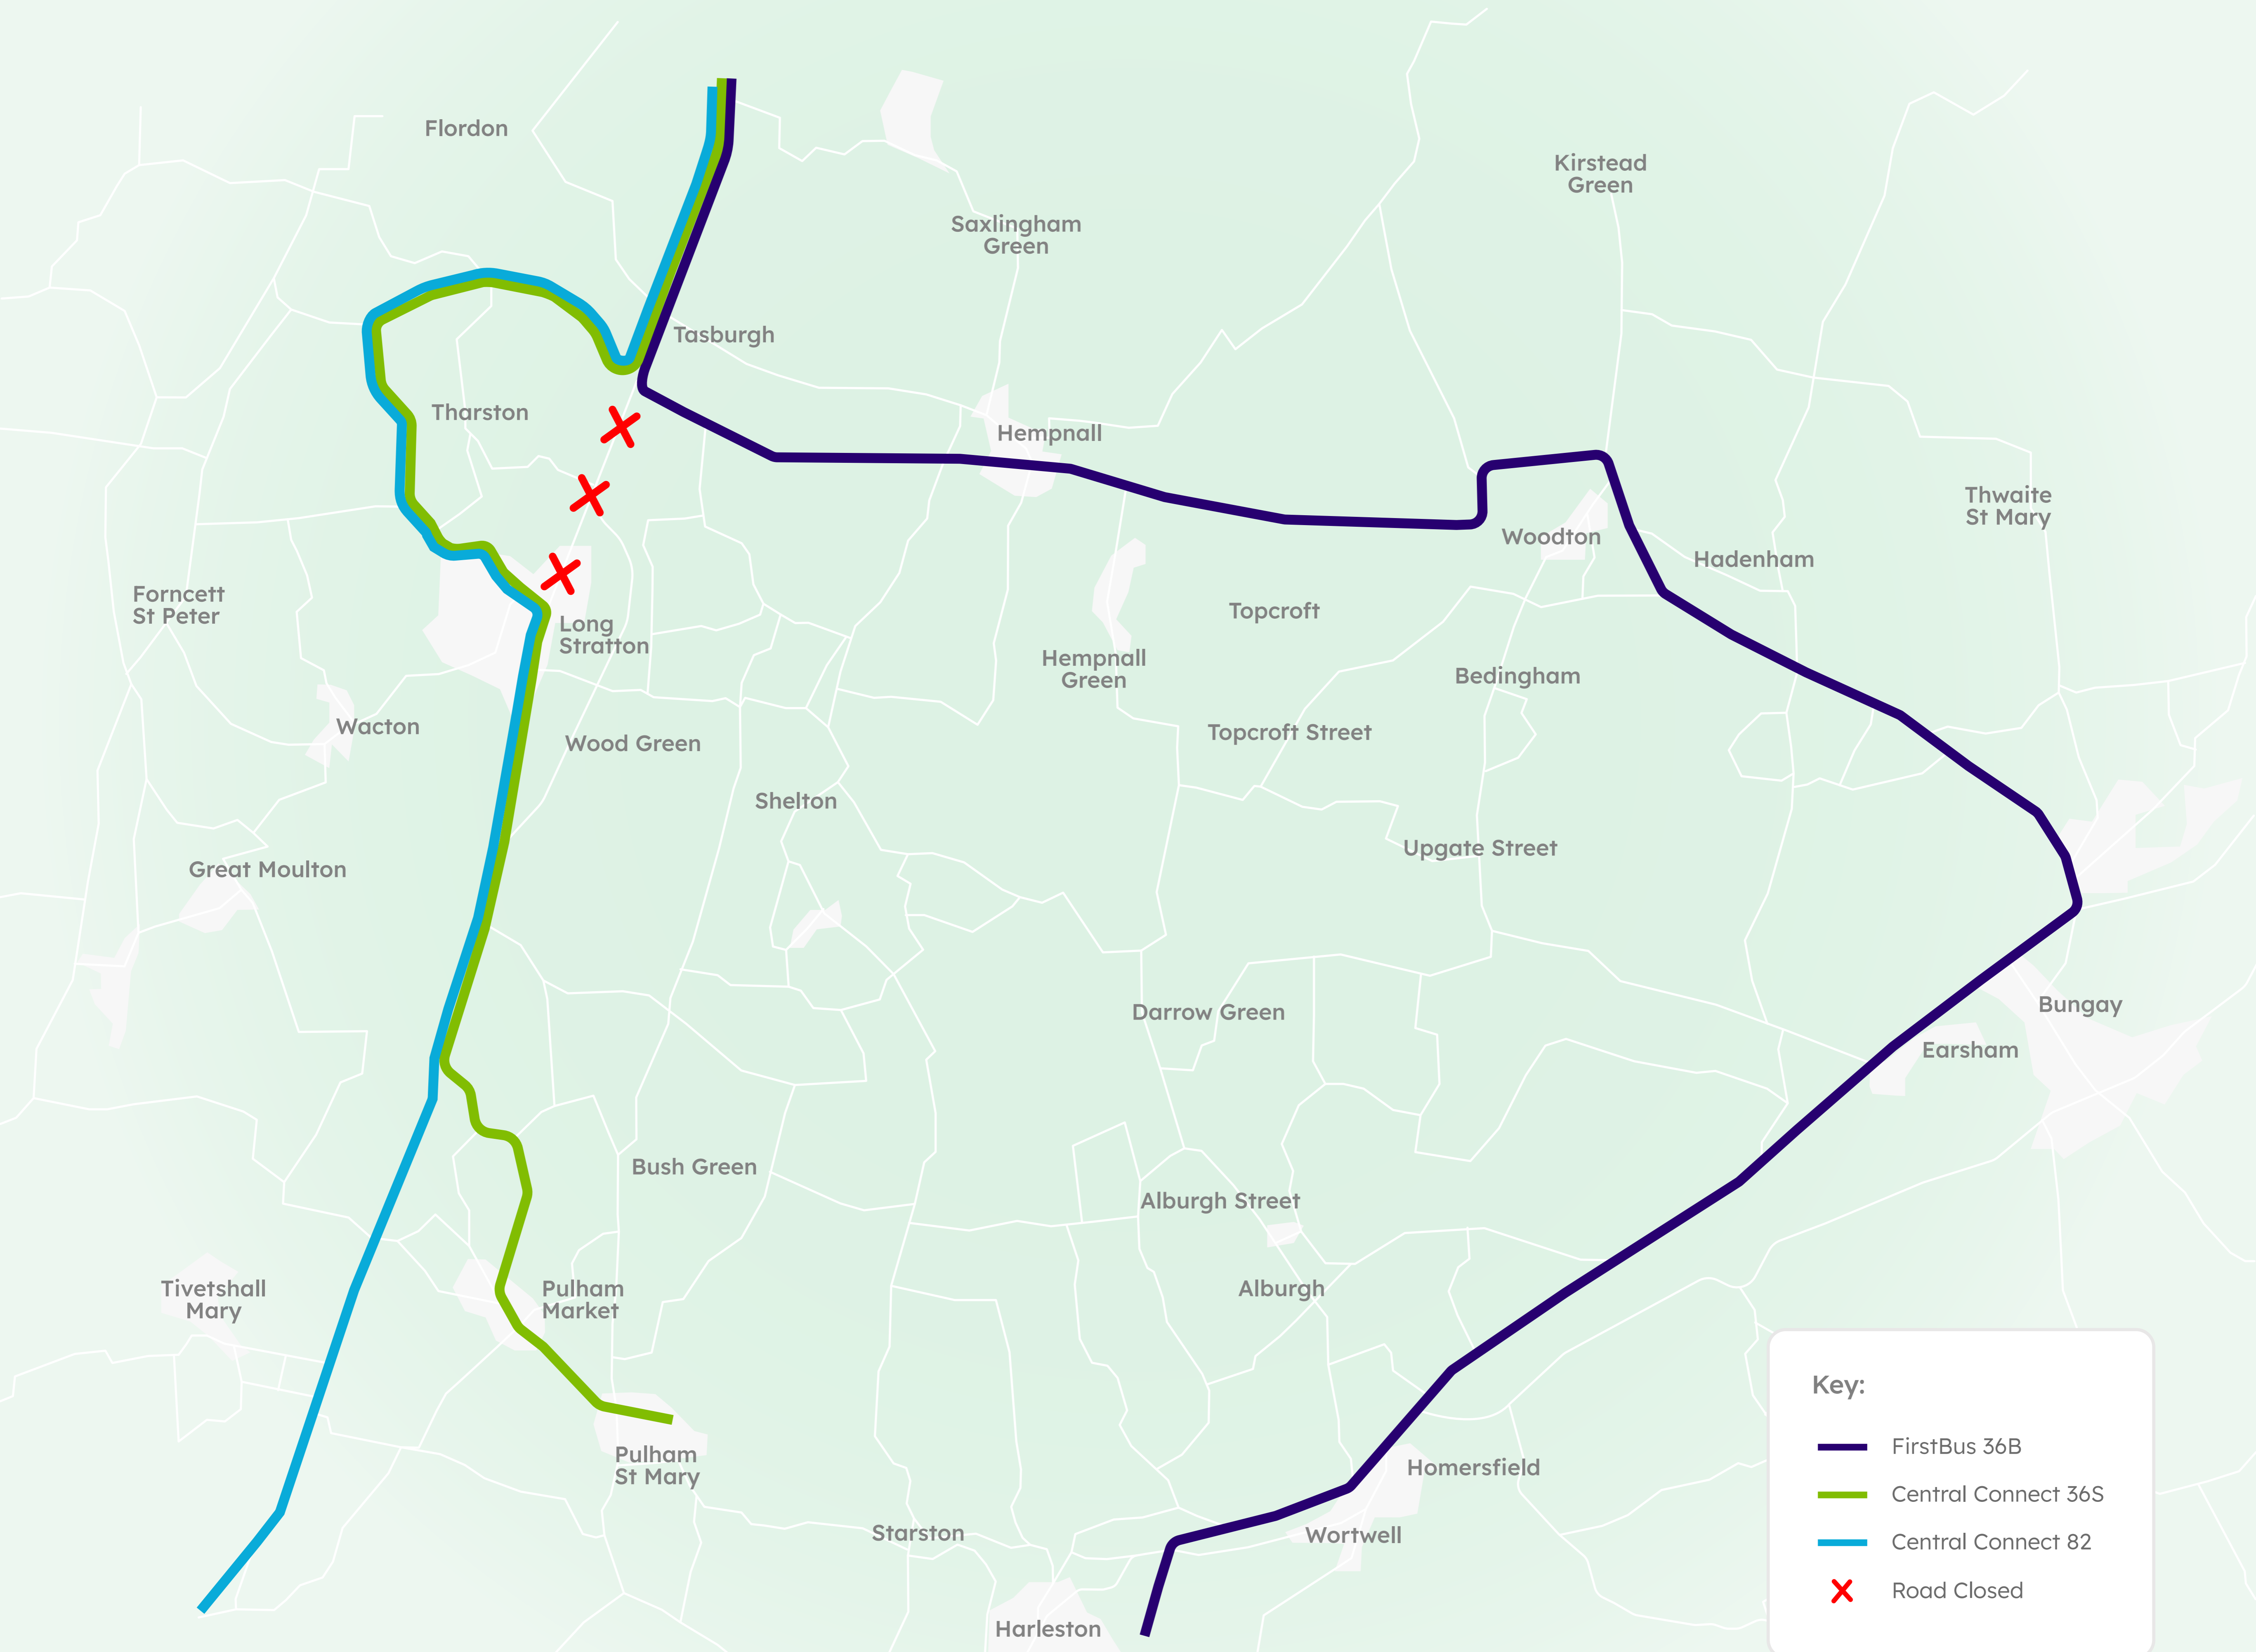 Flordon
Kirstead
Green
Saxlingham
Green
Tasburgh
Tharston
Hempnall
Thwaite
St Mary
Woodton
Hadenham
Forncett
St Peter
Topcroft
Long
Stratton
Hempnall
Green
Bedingham
Wacton
Topcroft Street
Wood Green
Shelton
Upgate Street
Great Moulton
Bungay
Darrow Green
Earsham
Bush Green
Alburgh Street
Tivetshall
Mary
Pulham
Market
Alburgh
Pulham
St Mary
Homersfield
Starston
Wortwell
Harleston
Key:
FirstBus 36B
Central Connect 36S
Central Connect 82
Road Closed